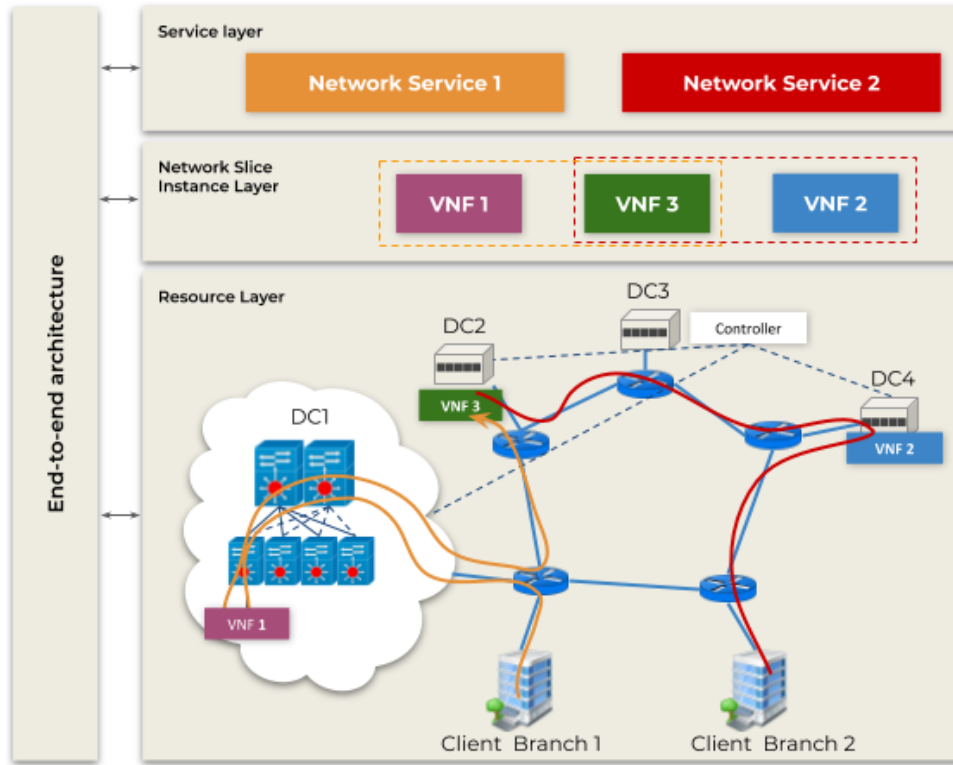 End-to-end architecture
Service layer
Network Service 1
Network Service 2
Network Slice
Instance Layer
VNF 1
VNF 3
VNF 2
Resource Layer
DC3
Controller
DC2
DC4
VNF 3
DC1
VNF 2
VNF 1
Client Branch 1
Client Branch 2